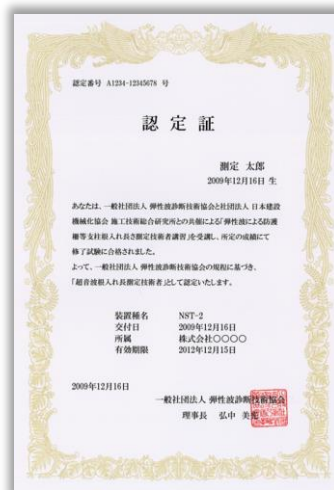 認定番号 A1234-12345678 号
認定証
測定 太郎
2009年12月16日 生
あなたは、一般社団法人 弾性波診断技術協会と社団法人 日本建設
機械化協会 施工技術総合研究所との共催による「弾性波による防護
柵等支柱根入れ長さ測定技術者講習」を受講し、所定の成績にて
修了試験に合格されました。
よって、一般社団法人 弾性波診断技術協会の規程に基づき、
「超音波根入れ長測定技術者」として認定いたします。
装置種名 NST-2
交付日 2009年12月16日
所属 株式会社〇〇〇〇
有効期限 2012年12月15日
2009年12月16日
一般社団法人 弾性波診断技術協会
理事長 弘中 美